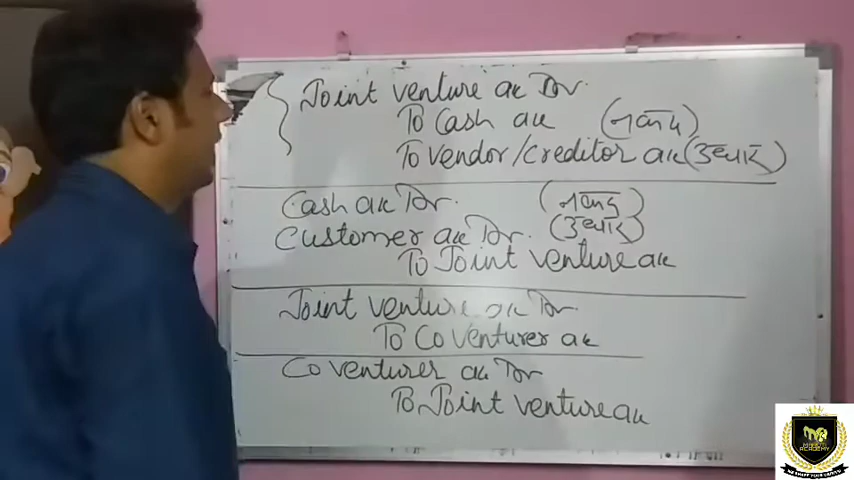 Joint venture a/c Dr.
To Cash a/c (नगद)
To Vendor/creditor a/c (उधार)
Cash a/c Dr. (नगद)
Customer a/c Dr. (उधार)
To Joint venture a/c
Joint venture a/c Dr
To Co venturer a/c
Co venturer a/c Dr
To Joint venture a/c
ACADEMY